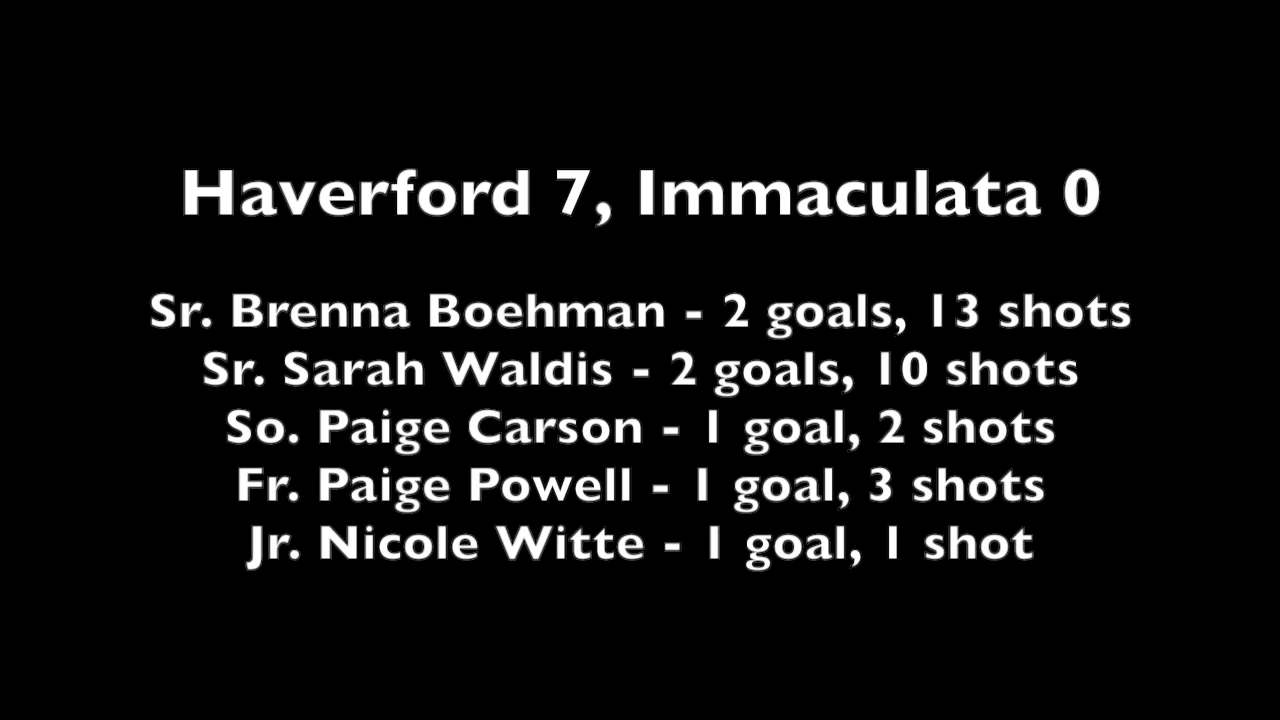 Haverford 7, Immaculata 0
Sr. Brenna Boehman - 2 goals, 13 shots
Sr. Sarah Waldis - 2 goals, 10 shots
So. Paige Carson - 1 goal, 2 shots
Fr. Paige Powell - 1 goal, 3 shots
Jr. Nicole Witte - 1 goal, 1 shot